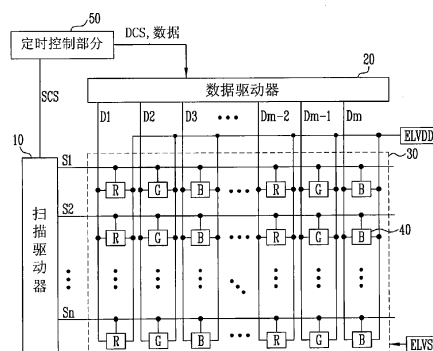 50
定时控制部分
DCS,数据
20
数据驱动器
SCS
D1 D2 D3 Dm-2 Dm-1 Dm
ELVDD
10
30
S1
R G B R G B
S2
R G B R G B
40
扫描驱动器
Sn
R G B R G B
ELVS